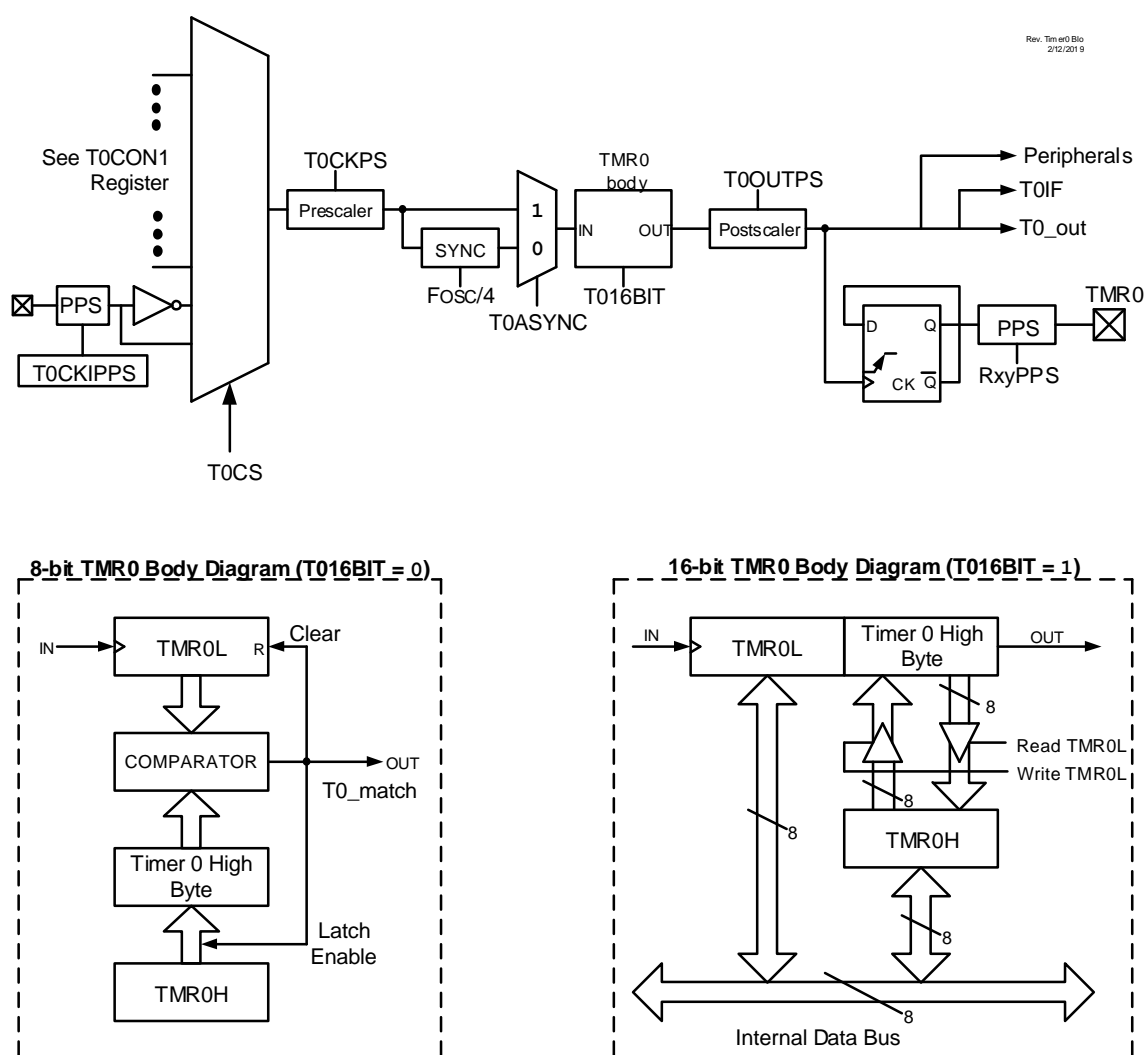 Rev. Timer0 Blo
2/12/2019
See T0CON1
Register
PPS
T0CKIPPS
T0CS
T0CKPS
Prescaler
SYNC
FOSC/4
1
0
T0ASYNC
TMR0
body
IN
OUT
T016BIT
T0OUTPS
Postscaler
Peripherals
T0IF
T0_out
D
Q
CK
Q
PPS
RxyPPS
TMR0
8-bit TMR0 Body Diagram (T016BIT = 0)
IN
TMR0L
R
Clear
COMPARATOR
OUT
T0_match
Timer 0 High
Byte
Latch
Enable
TMR0H
16-bit TMR0 Body Diagram (T016BIT = 1)
IN
TMR0L
Timer 0 High
Byte
OUT
8
Read TMR0L
Write TMR0L
8
8
TMR0H
8
8
Internal Data Bus